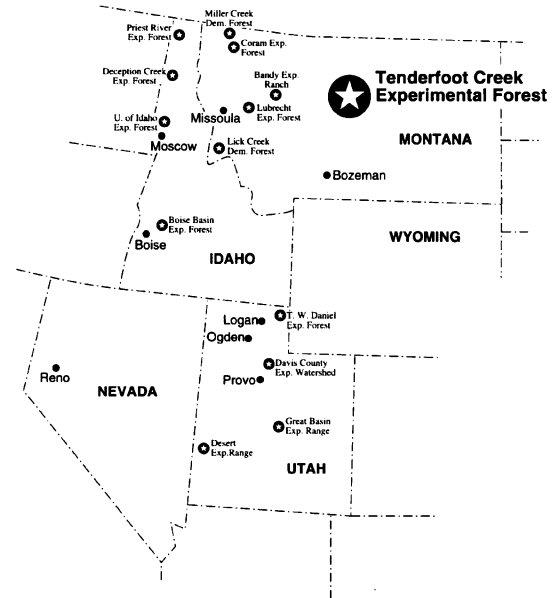 Miller Creek
Dem. Forest
Priest River
Exp. Forest
Coram Exp.
Forest
Deception Creek
Exp. Forest
Bandy Exp.
Ranch
Tenderfoot Creek
Experimental Forest
Lubrecht
Exp. Forest
U. of Idaho
Exp. Forest
Missoula
Moscow
Lick Creek
Dem. Forest
MONTANA
Bozeman
Boise Basin
Exp. Forest
Boise
IDAHO
WYOMING
Logan
T. W. Daniel
Exp. Forest
Ogden
Davis County
Exp. Watershed
Provo
Reno
NEVADA
Great Basin
Exp. Range
Desert
Exp.Range
UTAH